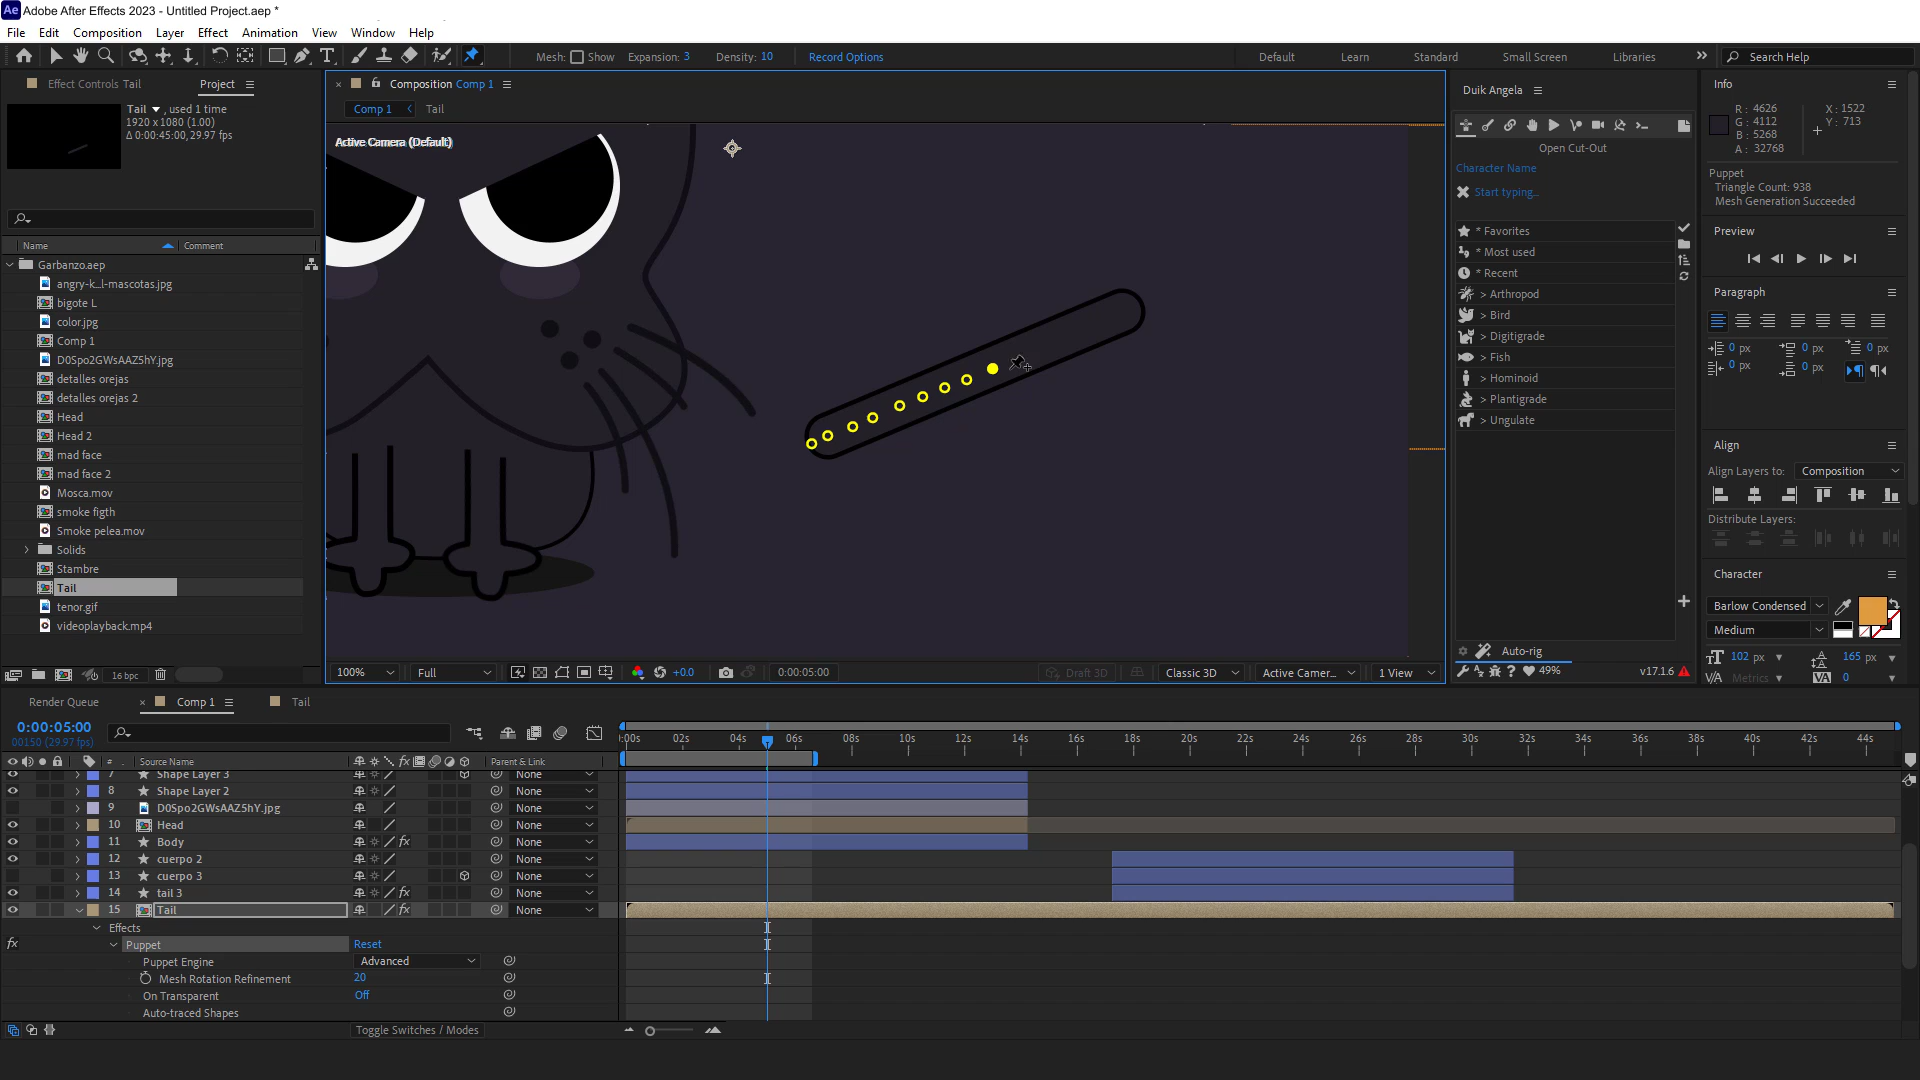 Adobe After Effects 2023 - Untitled Project.aep *
File Edit Composition Layer Effect Animation View Window Help
Mesh: Show Expansion: 3 Density: 10 Record Options Default Learn Standard Small Screen Libraries Search Help
Effect Controls Tail Project
Tail , used 1 time
1920 x 1080 (1.00)
Δ 0:00:45:00, 29.97 fps
Name Comment
Garbanzo.aep
angry-k...l-mascotas.jpg
bigote L
color.jpg
Comp 1
D0Spo2GWsAAZ5hY.jpg
detalles orejas
detalles orejas 2
Head
Head 2
mad face
mad face 2
Mosca.mov
smoke figth
Smoke pelea.mov
Solids
Stambre
Tail
tenor.gif
videoplayback.mp4
16 bpc
Composition Comp 1
Comp 1 Tail
Active Camera (Default)
100% Full +0.0 0:00:05:00 Draft 3D Classic 3D Active Camer... 1 View
Duik Angela
Open Cut-Out
Character Name
Start typing...
* Favorites
* Most used
* Recent
> Arthropod
> Bird
> Digitigrade
> Fish
> Hominoid
> Plantigrade
> Ungulate
Auto-rig
49% v17.1.6
Info
R : 4626
G : 4112
B : 5268
A : 32768
X : 1522
Y : 713
Puppet
Triangle Count: 938
Mesh Generation Succeeded
Preview
Paragraph
0 px 0 px 0 px
0 px 0 px
Align
Align Layers to: Composition
Distribute Layers:
Character
Barlow Condensed
Medium
102 px 165 px
Metrics 0
Render Queue Comp 1 Tail
0:00:05:00
00150 (29.97 fps)
:00s 02s 04s 06s 08s 10s 12s 14s 16s 18s 20s 22s 24s 26s 28s 30s 32s 34s 36s 38s 40s 42s 44s
# Source Name Parent & Link
7 Shape Layer 3 None
8 Shape Layer 2 None
9 D0Spo2GWsAAZ5hY.jpg None
10 Head None
11 Body None
12 cuerpo 2 None
13 cuerpo 3 None
14 tail 3 None
15 Tail None
Effects
Puppet Reset
Puppet Engine Advanced
Mesh Rotation Refinement 20
On Transparent Off
Auto-traced Shapes
Toggle Switches / Modes